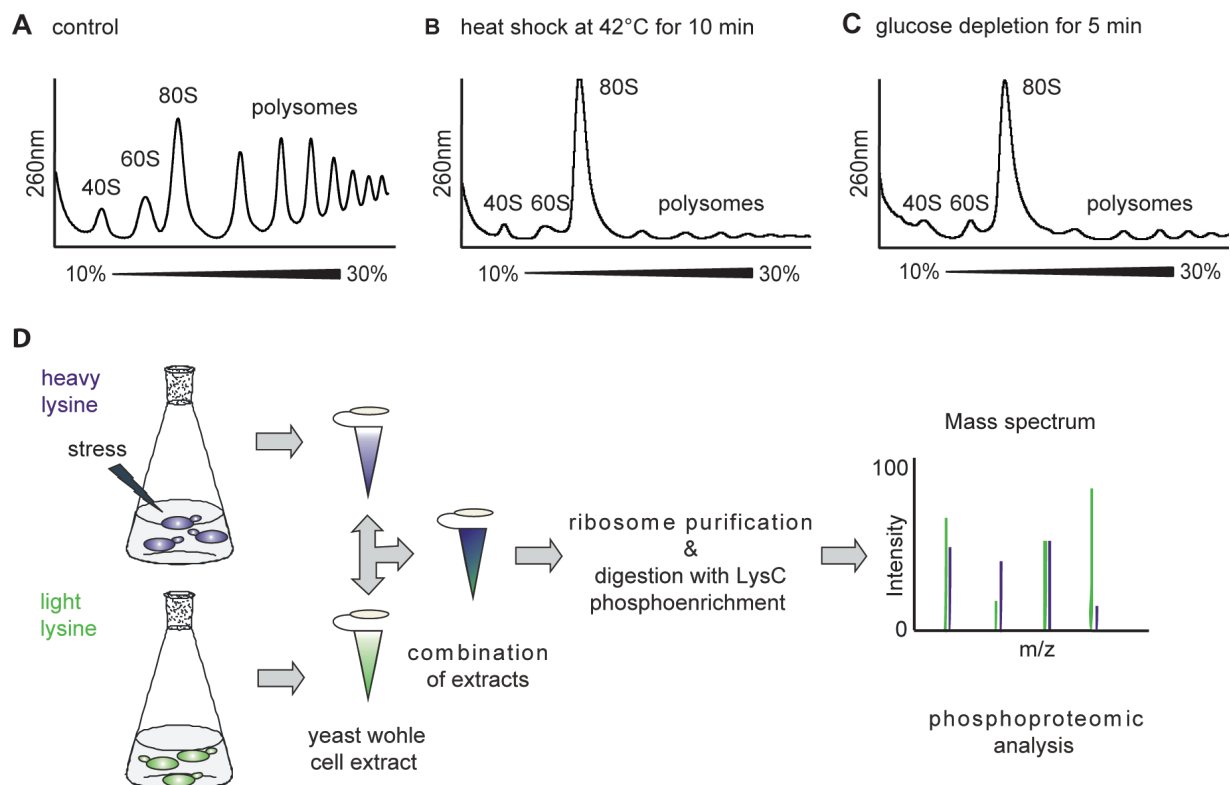 A control
260nm
40S
60S
80S
polysomes
10%
30%
B heat shock at 42°C for 10 min
260nm
40S
60S
80S
polysomes
10%
30%
C glucose depletion for 5 min
260nm
40S
60S
80S
polysomes
10%
30%
D
heavy
lysine
stress
light
lysine
yeast wohle
cell extract
combination
of extracts
ribosome purification
&
digestion with LysC
phosphoenrichment
Mass spectrum
100
Intensity
0
m/z
phosphoproteomic
analysis